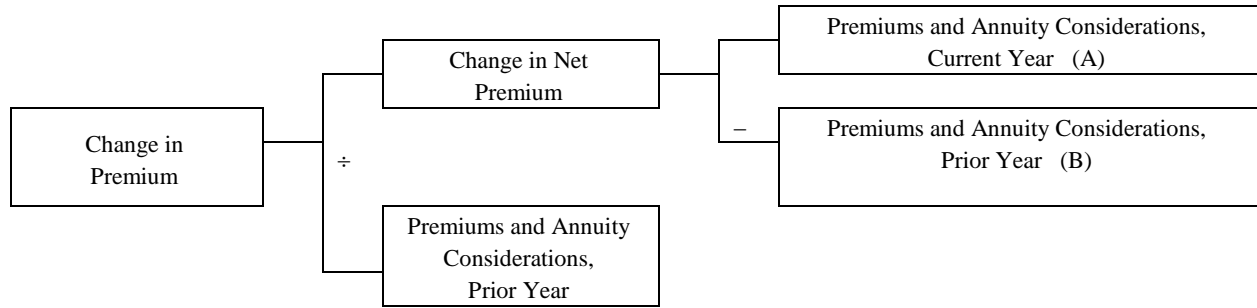 Change in
Premium
÷
Change in Net
Premium
Premiums and Annuity
Considerations,
Prior Year
–
Premiums and Annuity Considerations,
Current Year (A)
Premiums and Annuity Considerations,
Prior Year (B)